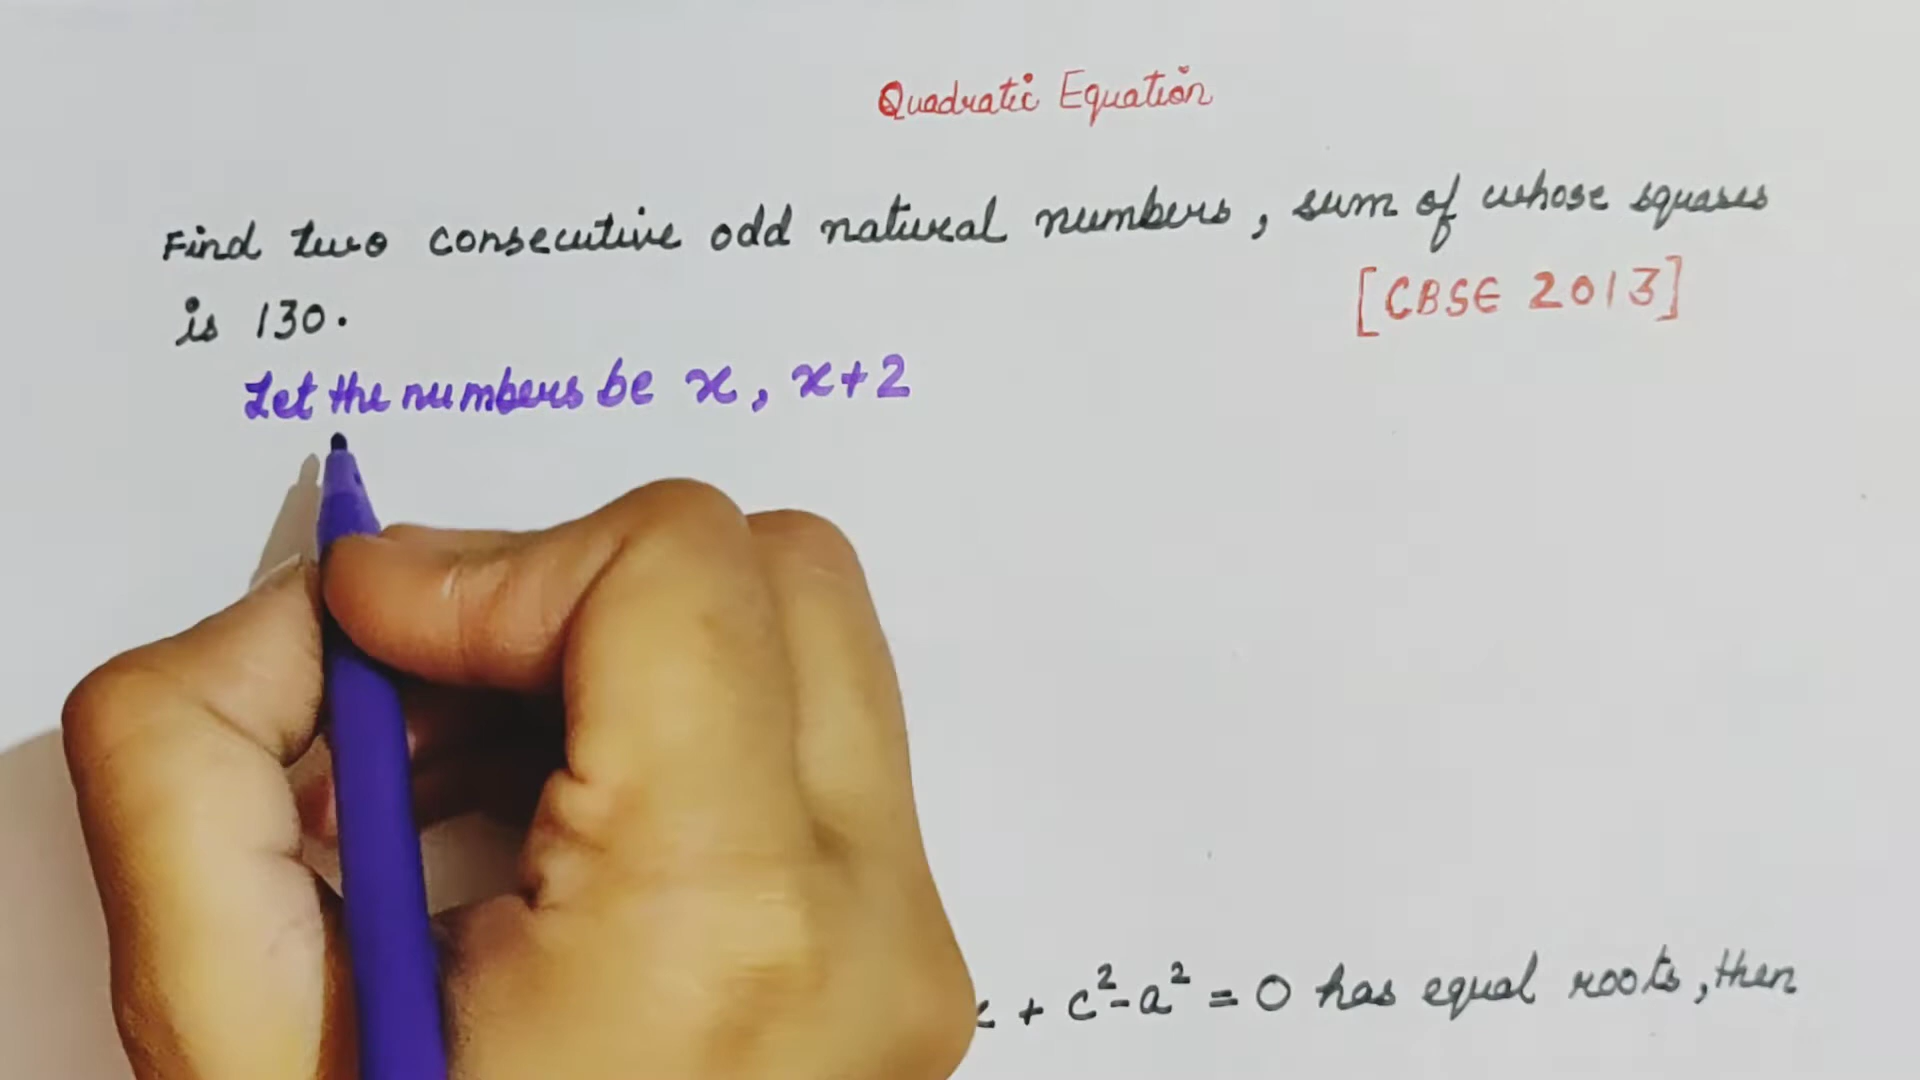 Quadratic Equation
Find two consecutive odd natural numbers, sum of whose squares
is 130.
[CBSE 2013]
Let the numbers be x, x+2
+ c²-a² = 0 has equal roots, then